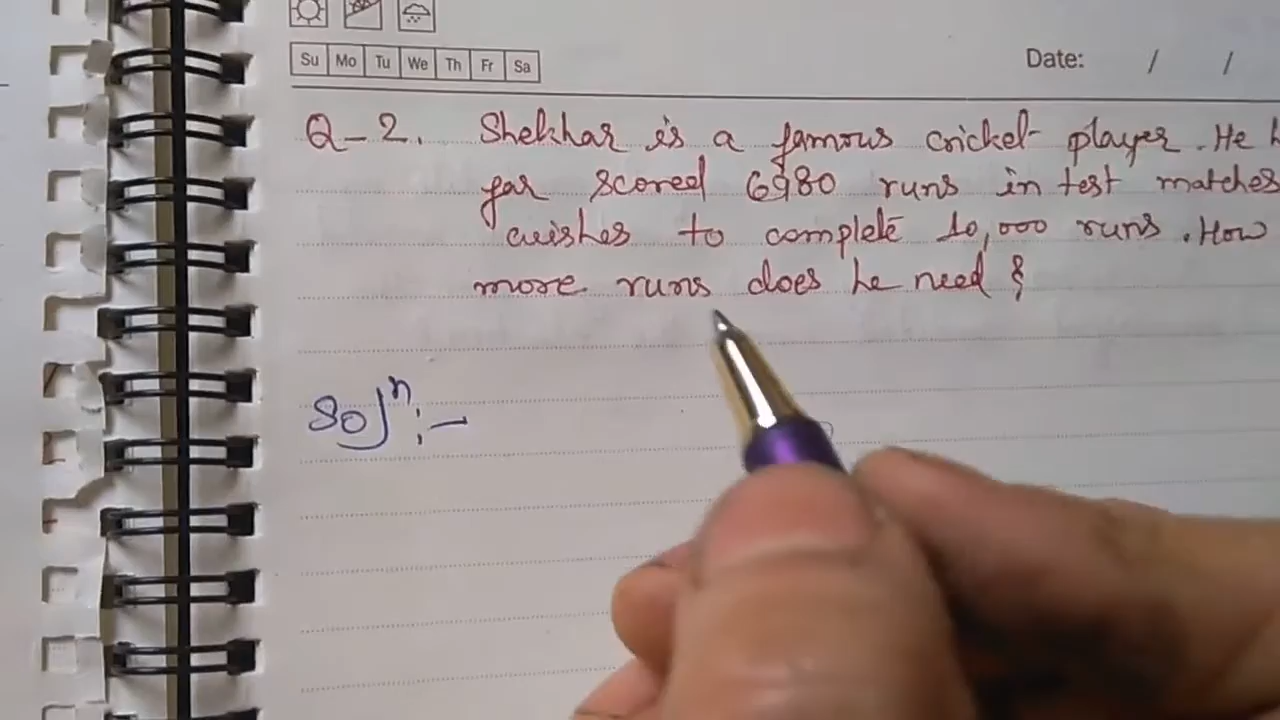 Su Mo Tu We Th Fr Sa
Date: / /
Q-2. Shekhar is a famous cricket player. He h
far scored 6980 runs in test matches
wishes to complete 10,000 runs. How
more runs does he need ?
Solⁿ:-